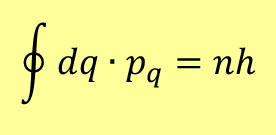 ∮ dq · p_q = nh